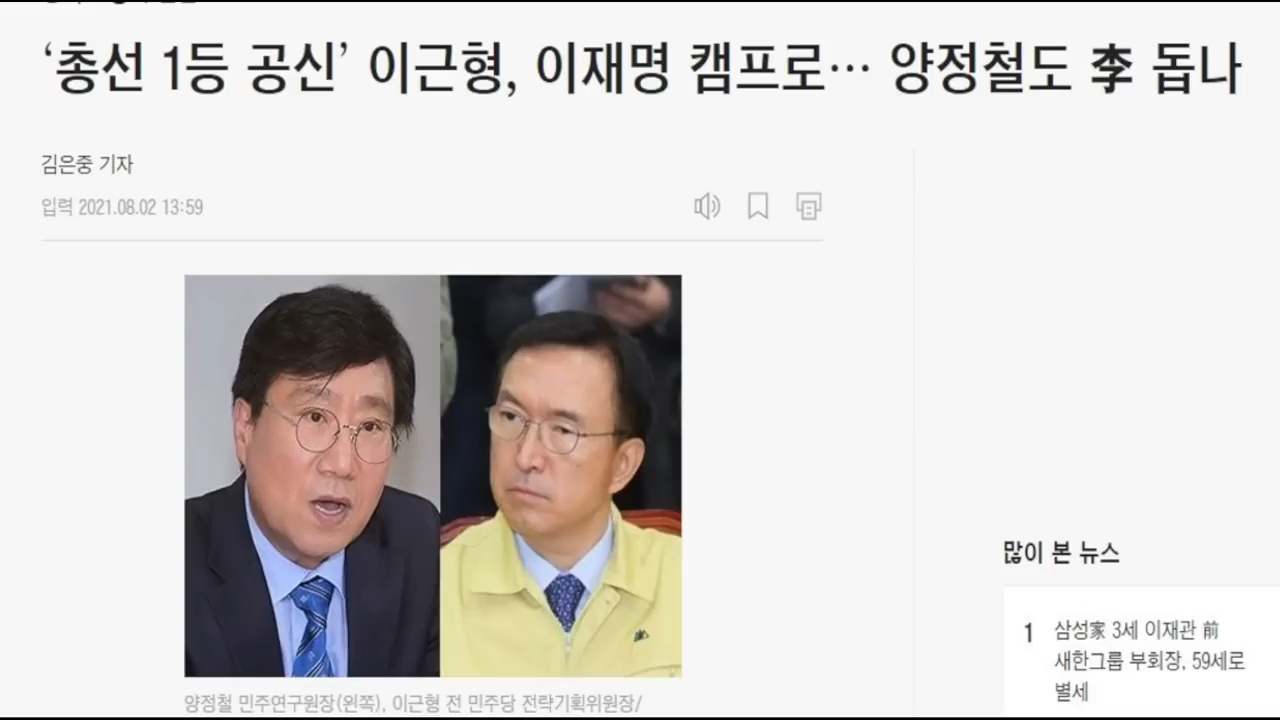 ‘총선 1등 공신’ 이근형, 이재명 캠프로… 양정철도 李 돕나
김은중 기자
입력 2021.08.02 13:59
양정철 민주연구원장(왼쪽), 이근형 전 민주당 전략기획위원장/
많이 본 뉴스
1 삼성家 3세 이재관 前
새한그룹 부회장, 59세로
별세